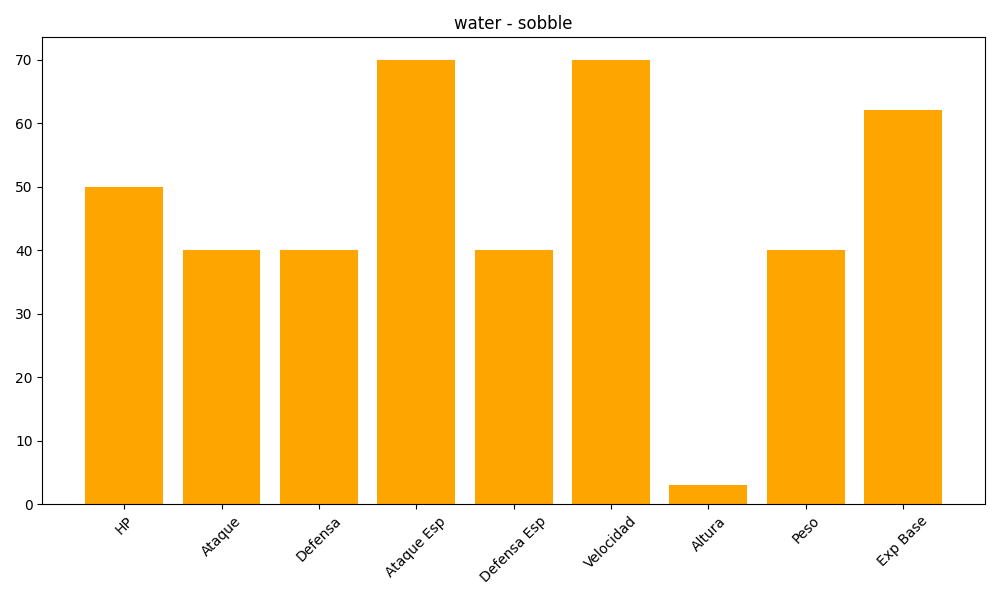 water - sobble
70
60
50
40
30
20
10
0
HP
Ataque
Defensa
Ataque Esp
Defensa Esp
Velocidad
Altura
Peso
Exp Base